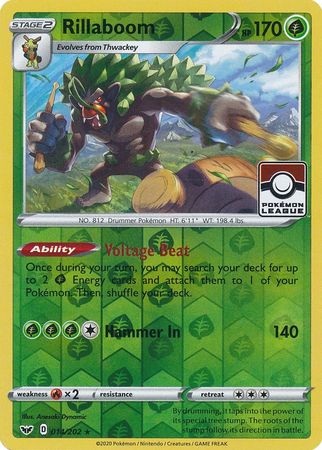 STAGE2
Rillaboom
HP 170
Evolves from Thwackey
POKÉMON
LEAGUE
NO. 812 Drummer Pokémon HT: 6'11" WT: 198.4 lbs.
Ability Voltage Beat
Once during your turn, you may search your deck for up
to 2 Energy cards and attach them to 1 of your
Pokémon. Then, shuffle your deck.
Hammer In 140
weakness ×2 resistance retreat
Illus. Anesaki Dynamic
D 014/202 ★
By drumming, it taps into the power of
its special tree stump. The roots of the
stump follow its direction in battle.
©2020 Pokémon / Nintendo / Creatures / GAME FREAK